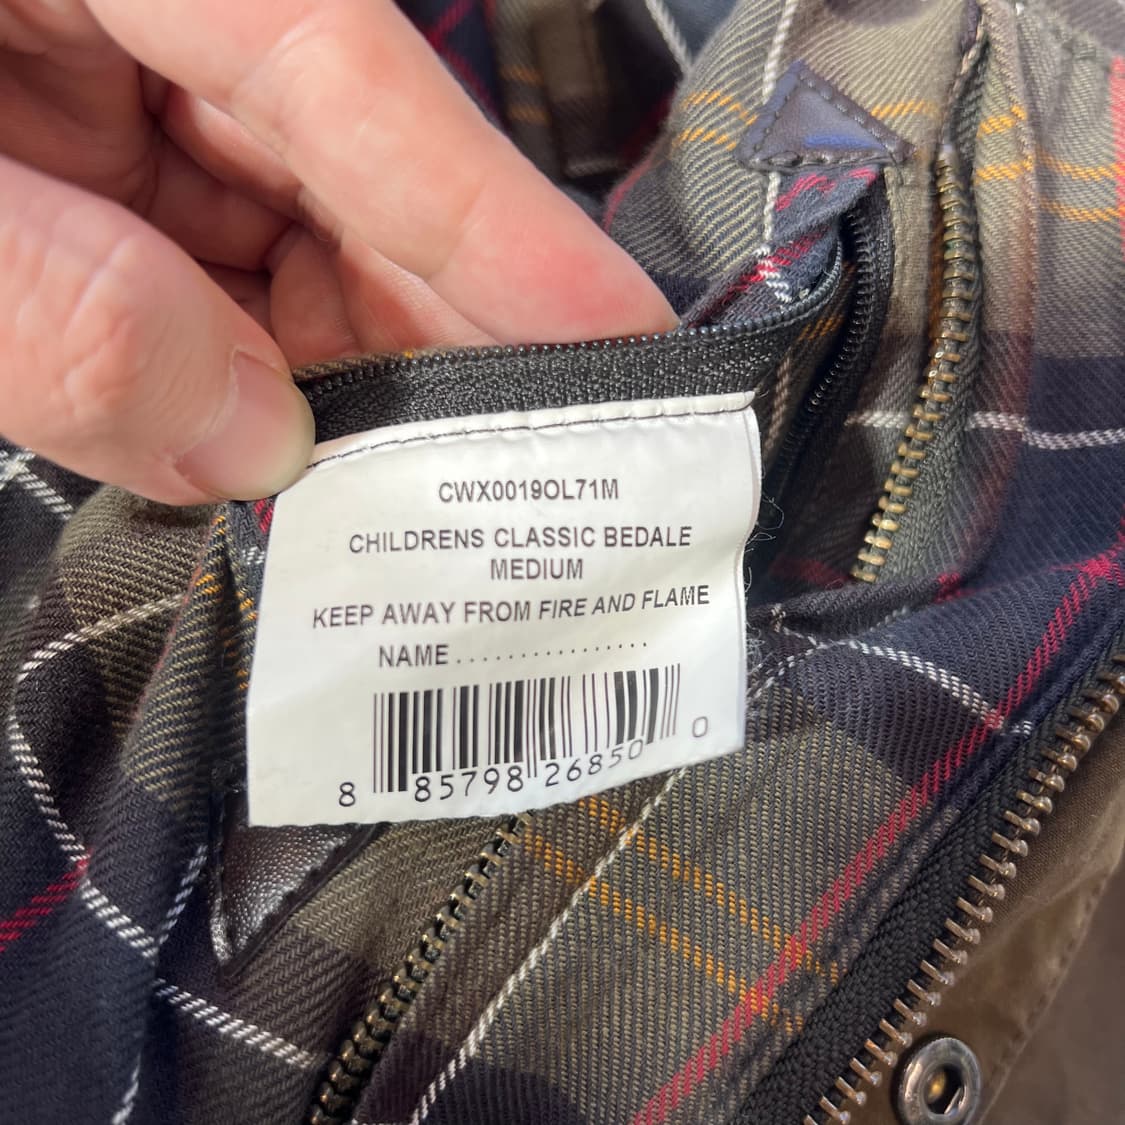 CWX0019OL71M
CHILDRENS CLASSIC BEDALE
MEDIUM
KEEP AWAY FROM FIRE AND FLAME
NAME................
8 85798 26850 0